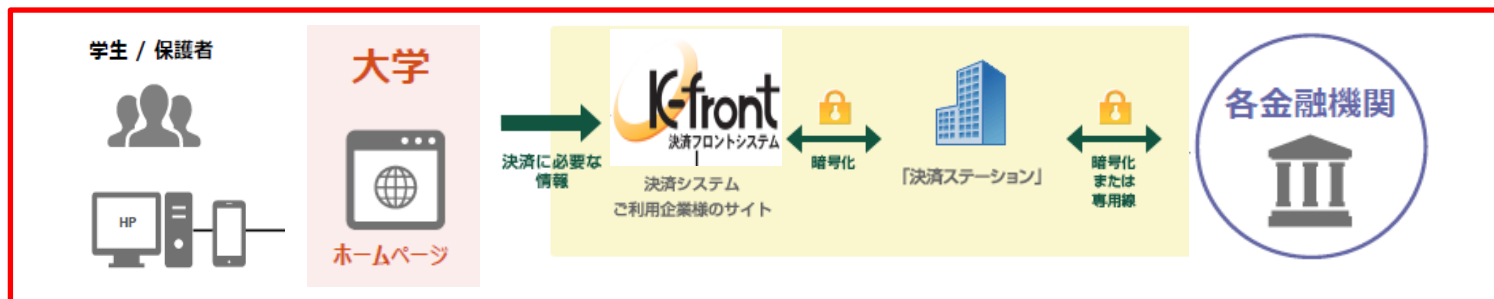 学生 / 保護者
HP
大学
ホームページ
決済に必要な
情報
K-front
決済フロントシステム
決済システム
ご利用企業様のサイト
暗号化
「決済ステーション」
暗号化
または
専用線
各金融機関